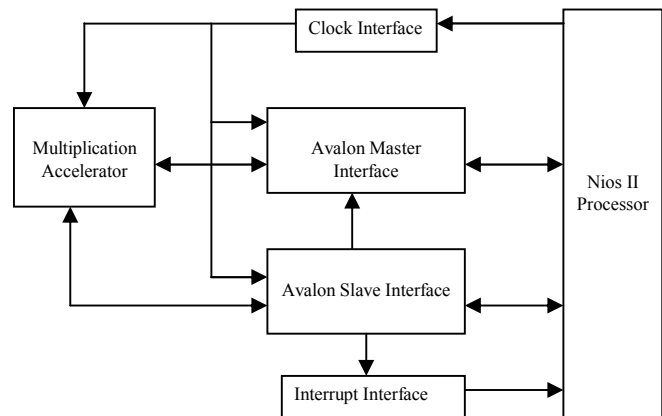 Clock Interface
Multiplication
Accelerator
Avalon Master
Interface
Nios II
Processor
Avalon Slave Interface
Interrupt Interface